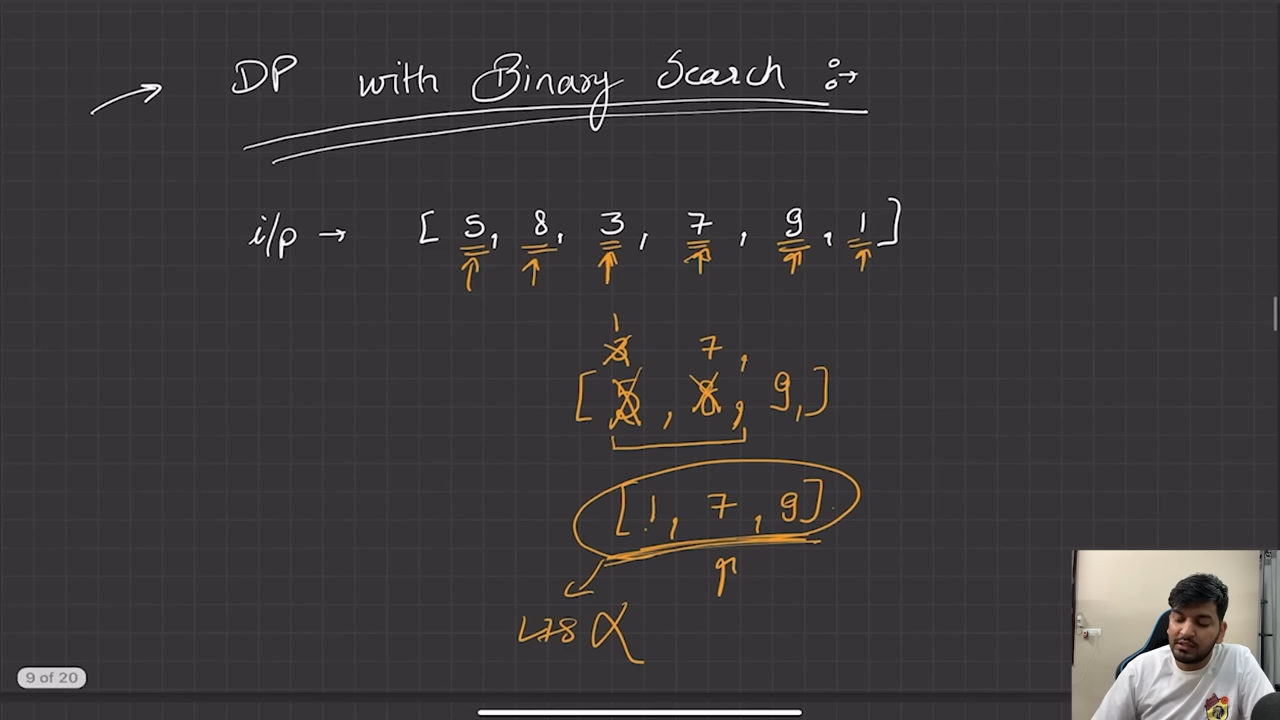 DP with Binary Search :→
i/p → [ 5, 8, 3, 7, 9, 1 ]
1
3 7,
[ 5, 8, 9, ]
[ 1, 7, 9 ]
LIS X
9 of 20